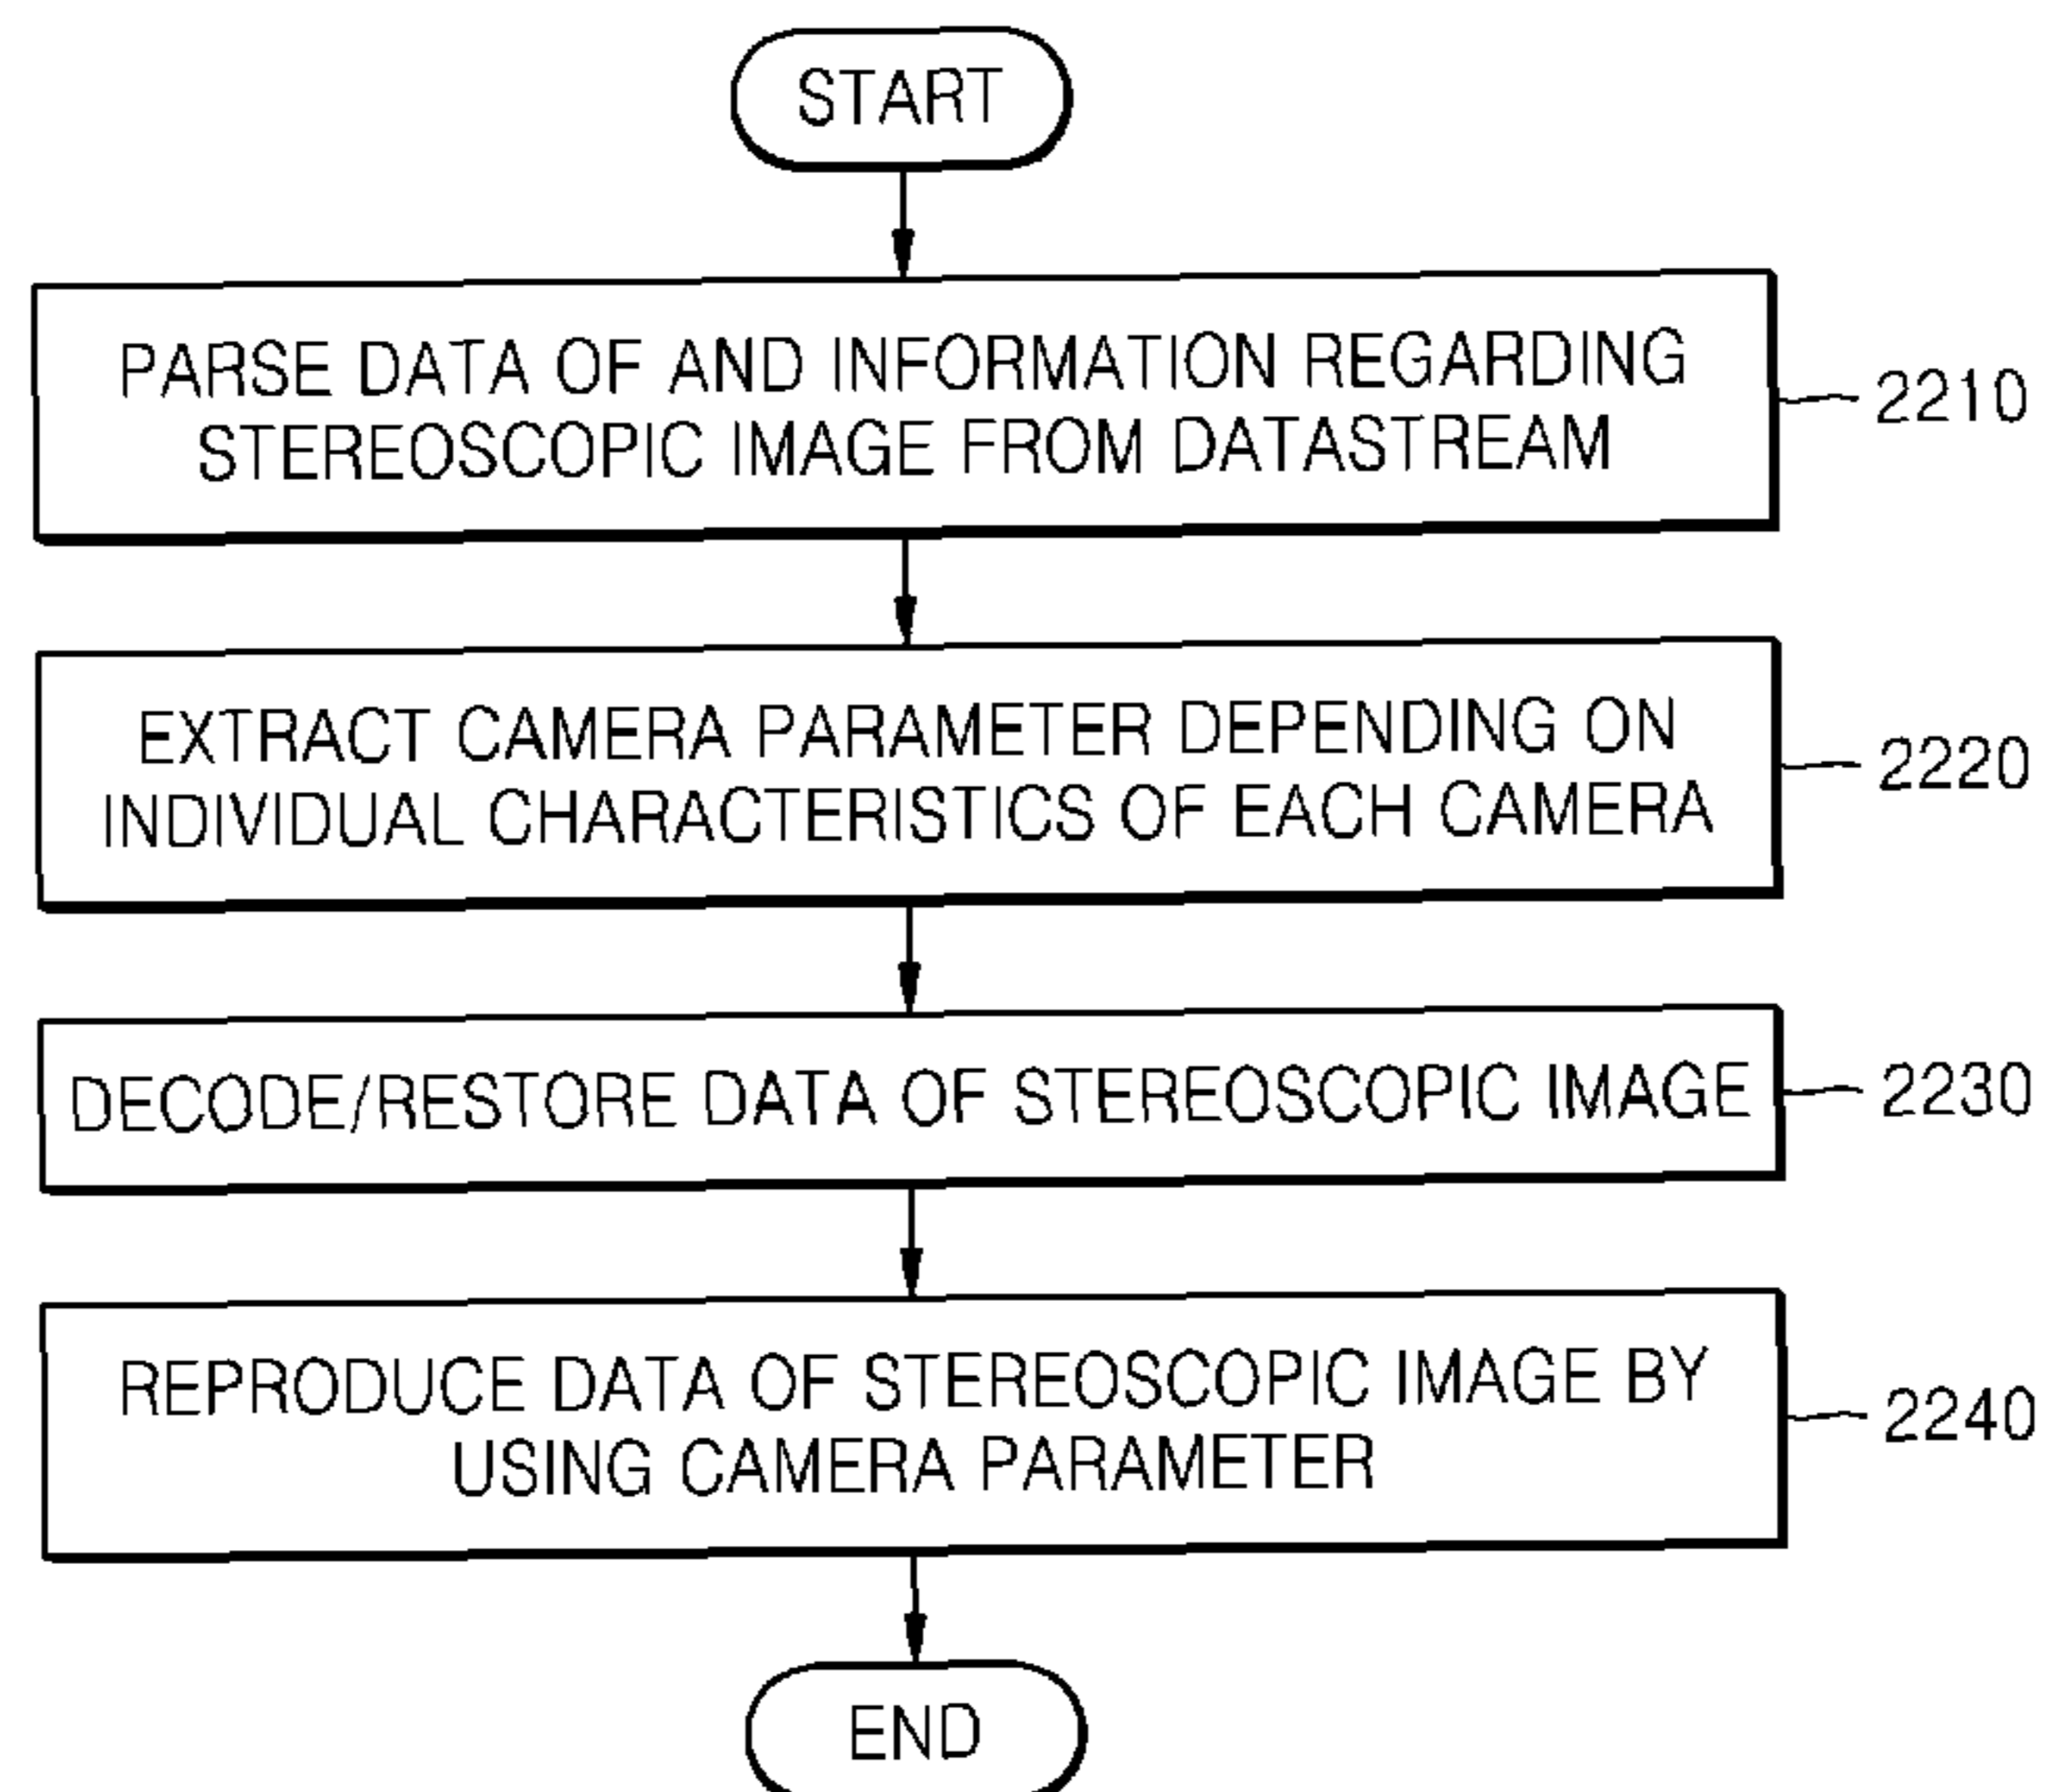 START
PARSE DATA OF AND INFORMATION REGARDING
STEREOSCOPIC IMAGE FROM DATASTREAM
2210
EXTRACT CAMERA PARAMETER DEPENDING ON
INDIVIDUAL CHARACTERISTICS OF EACH CAMERA
2220
DECODE/RESTORE DATA OF STEREOSCOPIC IMAGE
2230
REPRODUCE DATA OF STEREOSCOPIC IMAGE BY
USING CAMERA PARAMETER
2240
END